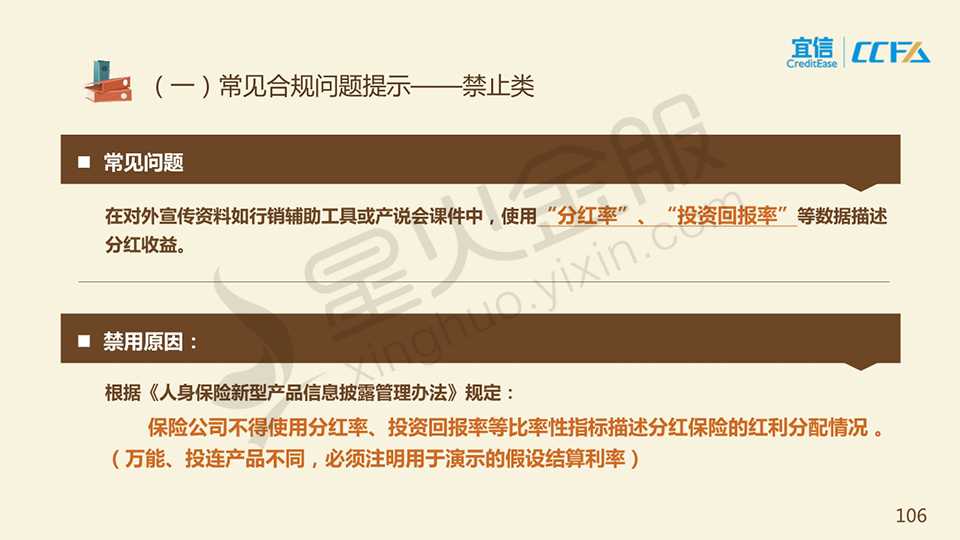 宜信
CreditEase
CCFA
（一）常见合规问题提示——禁止类
常见问题
在对外宣传资料如行销辅助工具或产说会课件中，使用“分红率”、“投资回报率”等数据描述
分红收益。
星火金服
xinghuo.yixin.com
禁用原因：
根据《人身保险新型产品信息披露管理办法》规定：
保险公司不得使用分红率、投资回报率等比率性指标描述分红保险的红利分配情况 。
（万能、投连产品不同，必须注明用于演示的假设结算利率）
106